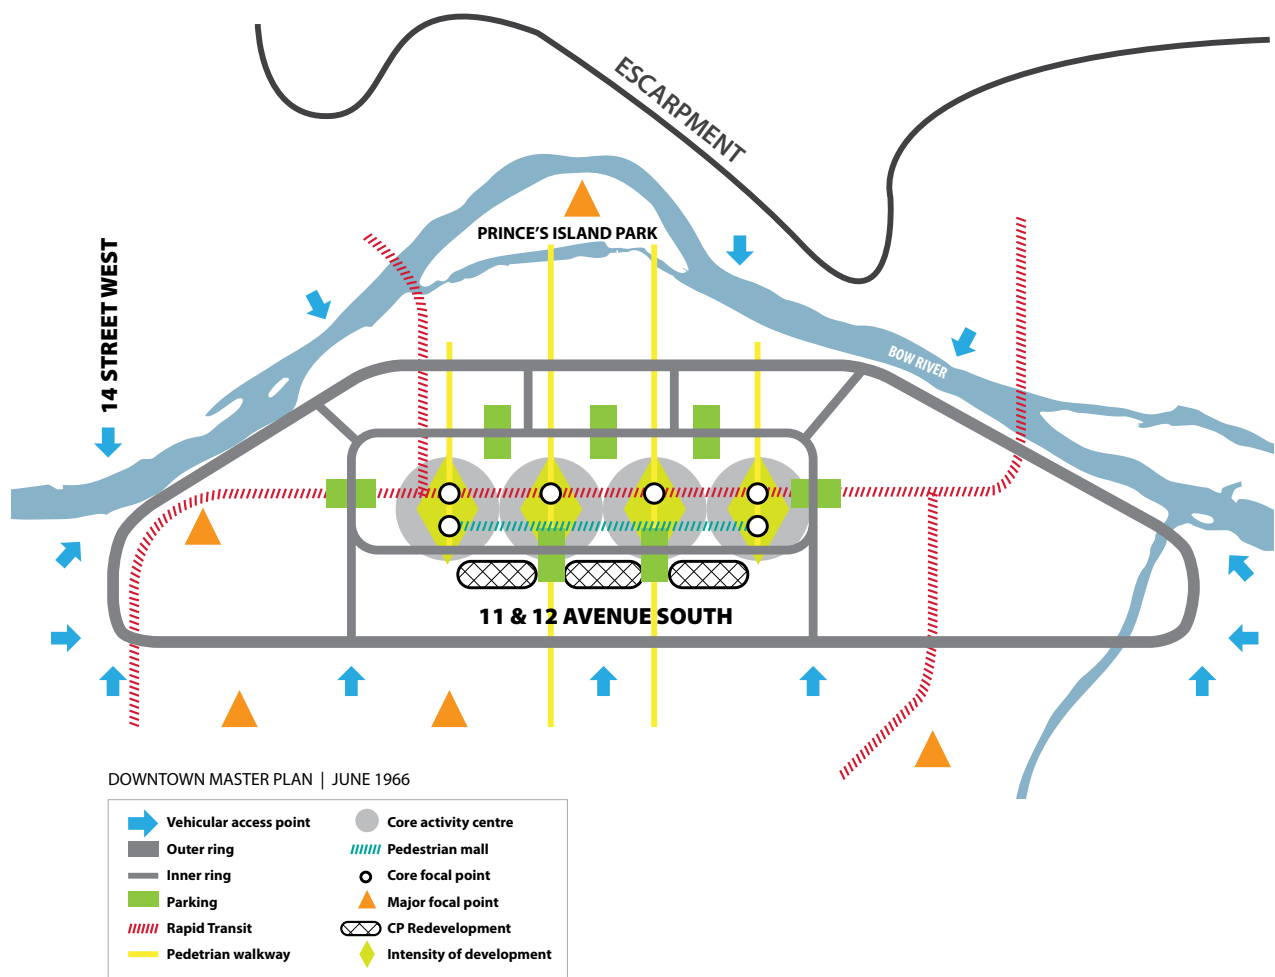 ESCARPMENT
PRINCE'S ISLAND PARK
14 STREET WEST
BOW RIVER
11 & 12 AVENUE SOUTH
DOWNTOWN MASTER PLAN | JUNE 1966
Vehicular access point
Outer ring
Inner ring
Parking
Rapid Transit
Pedetrian walkway
Core activity centre
Pedestrian mall
Core focal point
Major focal point
CP Redevelopment
Intensity of development